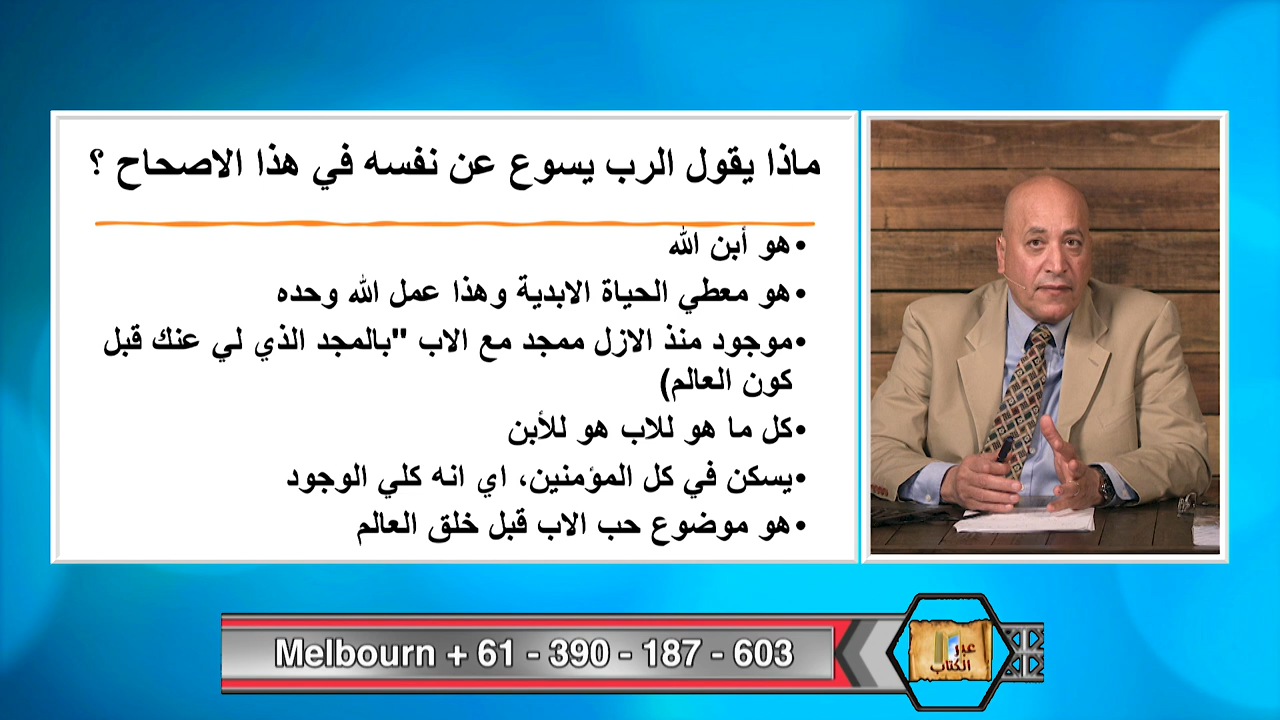 ماذا يقول الرب يسوع عن نفسه في هذا الاصحاح ؟
•هو أبن الله
•هو معطي الحياة الابدية وهذا عمل الله وحده
•موجود منذ الازل ممجد مع الاب "بالمجد الذي لي عنك قبل
كون العالم)
•كل ما هو للاب هو للأبن
•يسكن في كل المؤمنين، اي انه كلي الوجود
•هو موضوع حب الاب قبل خلق العالم
Melbourn + 61 - 390 - 187 - 603
عبر
الكتاب